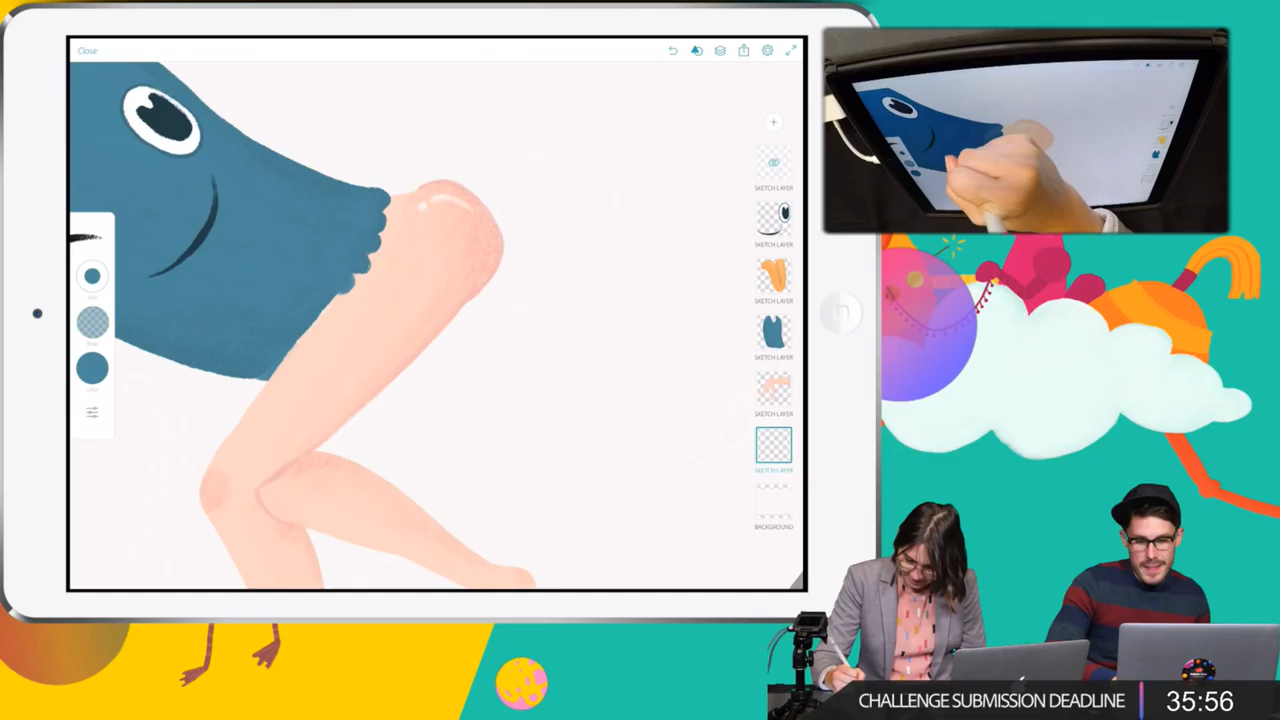 Close
SKETCH LAYER
SKETCH LAYER
SKETCH LAYER
SKETCH LAYER
SKETCH LAYER
SKETCH LAYER
BACKGROUND
CHALLENGE SUBMISSION DEADLINE
35:56